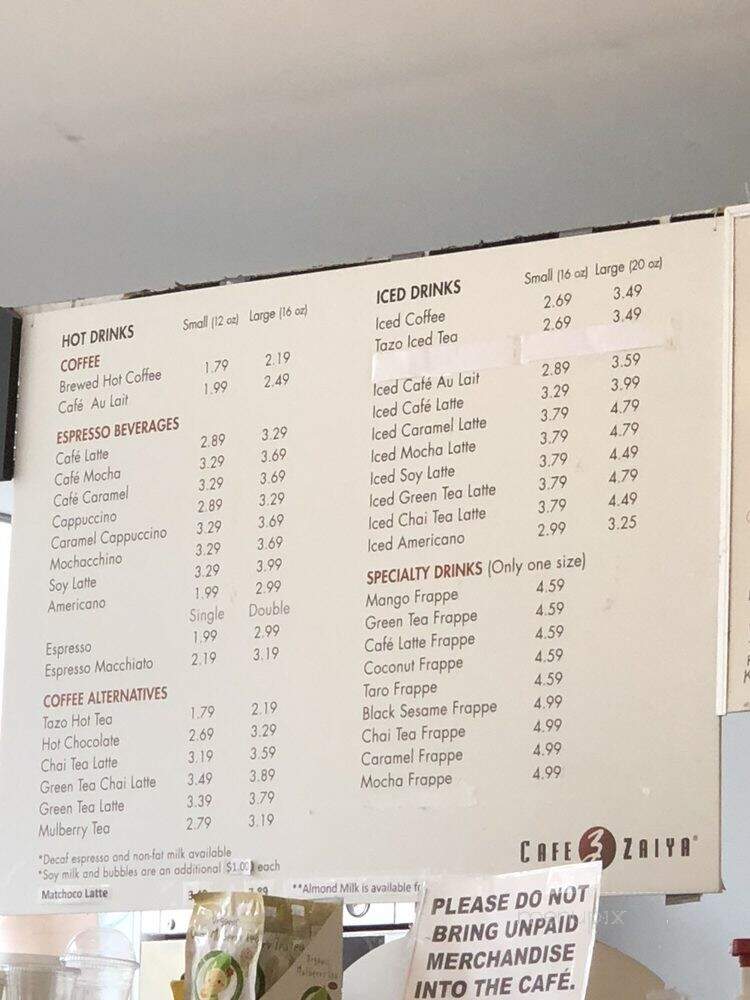 HOT DRINKS Small (12 oz) Large (16 oz)
COFFEE
Brewed Hot Coffee 1.79 2.19
Café Au Lait 1.99 2.49
ESPRESSO BEVERAGES
Café Latte 2.89 3.29
Café Mocha 3.29 3.69
Café Caramel 3.29 3.69
Cappuccino 2.89 3.29
Caramel Cappuccino 3.29 3.69
Mochacchino 3.29 3.69
Soy Latte 3.29 3.99
Americano 1.99 2.99
Single Double
Espresso 1.99 2.99
Espresso Macchiato 2.19 3.19
COFFEE ALTERNATIVES
Tazo Hot Tea 1.79 2.19
Hot Chocolate 2.69 3.29
Chai Tea Latte 3.19 3.59
Green Tea Chai Latte 3.49 3.89
Green Tea Latte 3.39 3.79
Mulberry Tea 2.79 3.19
*Decaf espresso and non-fat milk available
*Soy milk and bubbles are an additional $1.00 each
Matchoco Latte
**Almond Milk is available
ICED DRINKS Small (16 oz) Large (20 oz)
Iced Coffee 2.69 3.49
Tazo Iced Tea 2.69 3.49
Iced Café Au Lait 2.89 3.59
Iced Café Latte 3.29 3.99
Iced Caramel Latte 3.79 4.79
Iced Mocha Latte 3.79 4.79
Iced Soy Latte 3.79 4.49
Iced Green Tea Latte 3.79 4.79
Iced Chai Tea Latte 3.79 4.49
Iced Americano 2.99 3.25
SPECIALTY DRINKS (Only one size)
Mango Frappe 4.59
Green Tea Frappe 4.59
Café Latte Frappe 4.59
Coconut Frappe 4.59
Taro Frappe 4.59
Black Sesame Frappe 4.99
Chai Tea Frappe 4.99
Caramel Frappe 4.99
Mocha Frappe 4.99
CAFE ZAIYA
PLEASE DO NOT
BRING UNPAID
MERCHANDISE
INTO THE CAFÉ.
menupix
Organic